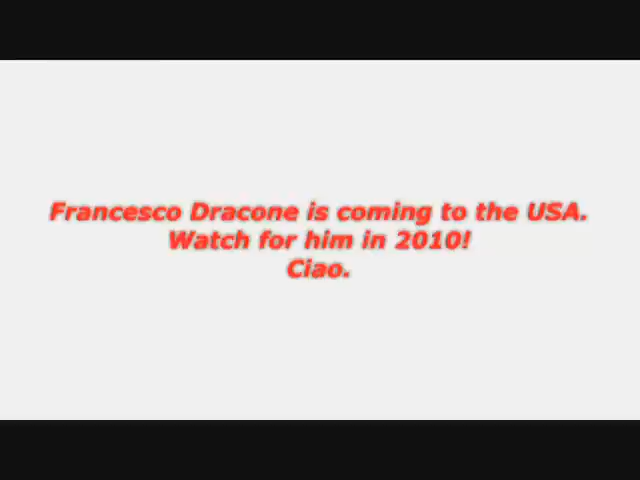 Francesco Dracone is coming to the USA.
Watch for him in 2010!
Ciao.